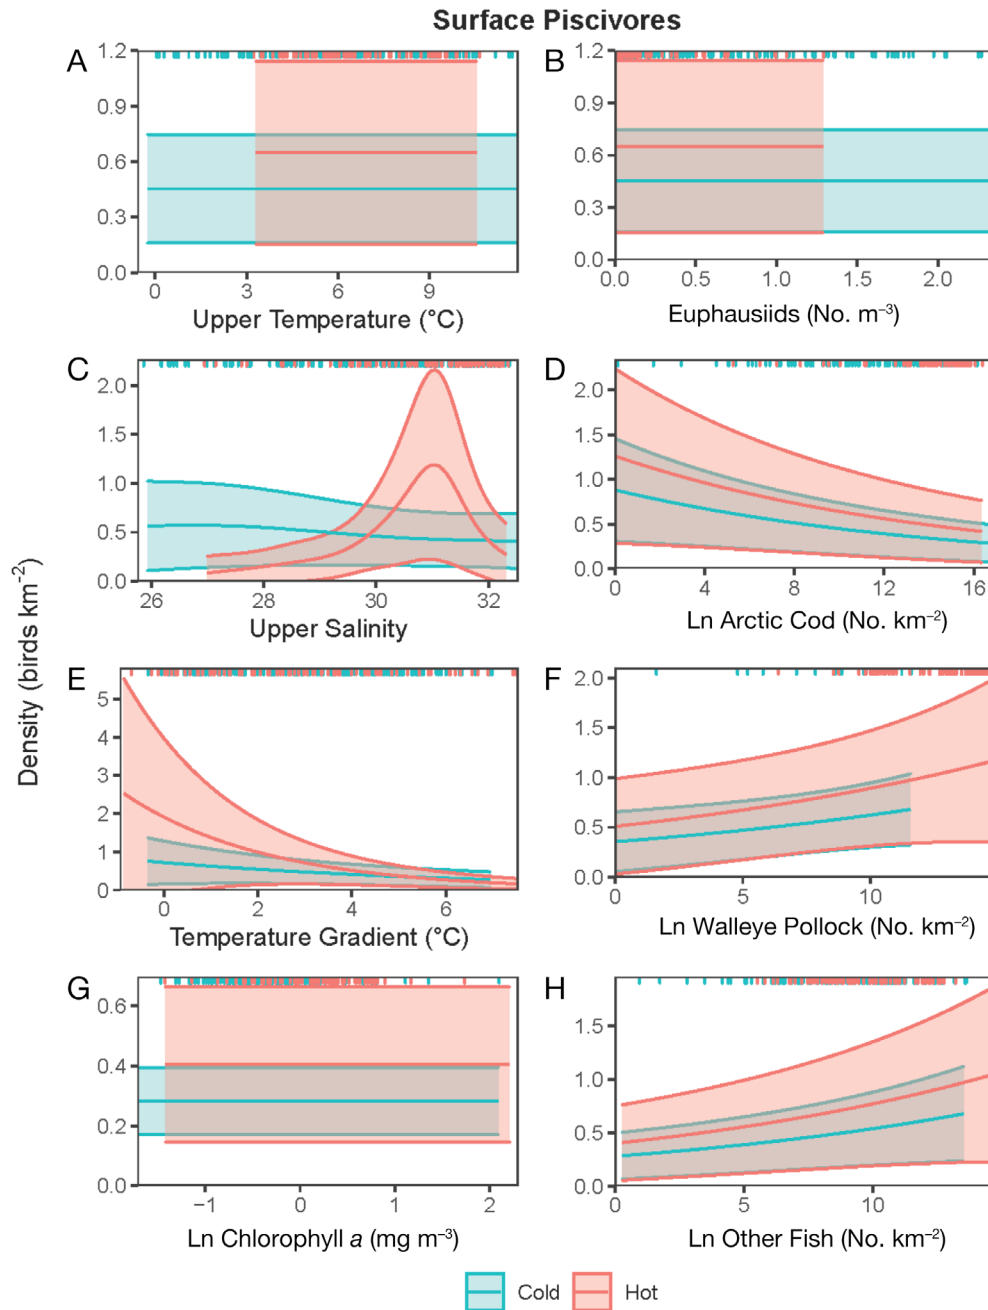 Surface Piscivores
A
1.2
0.9
0.6
0.3
0.0
0 3 6 9
Upper Temperature (°C)
B
1.2
0.9
0.6
0.3
0.0
0.0 0.5 1.0 1.5 2.0
Euphausiids (No. m⁻³)
C
2.0
1.5
1.0
0.5
0.0
26 28 30 32
Upper Salinity
D
2.0
1.5
1.0
0.5
0.0
0 4 8 12 16
Ln Arctic Cod (No. km⁻²)
Density (birds km⁻²)
E
5
4
3
2
1
0
0 2 4 6
Temperature Gradient (°C)
F
2.0
1.5
1.0
0.5
0.0
0 5 10
Ln Walleye Pollock (No. km⁻²)
G
0.6
0.4
0.2
0.0
−1 0 1 2
Ln Chlorophyll a (mg m⁻³)
H
1.5
1.0
0.5
0.0
0 5 10
Ln Other Fish (No. km⁻²)
Cold Hot